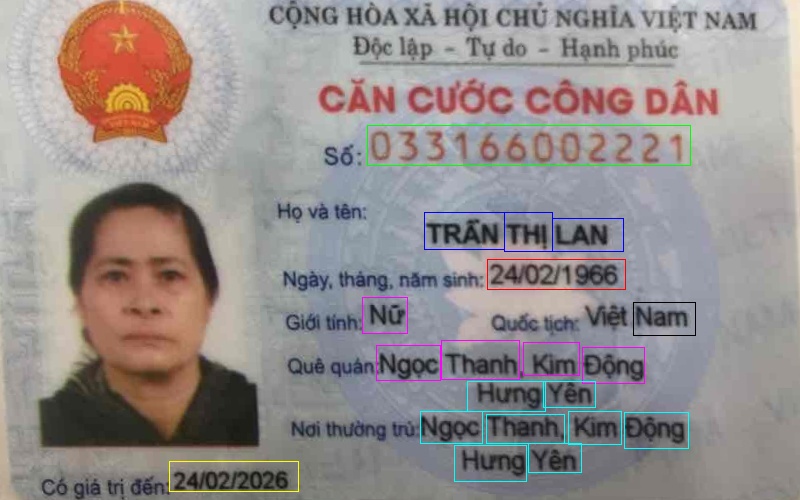 CỘNG HÒA XÃ HỘI CHỦ NGHĨA VIỆT NAM
Độc lập - Tự do - Hạnh phúc
CĂN CƯỚC CÔNG DÂN
Số: 033166002221
Họ và tên:
TRẦN THỊ LAN
Ngày, tháng, năm sinh: 24/02/1966
Giới tính: Nữ Quốc tịch: Việt Nam
Quê quán: Ngọc Thanh, Kim Động
Hưng Yên
Nơi thường trú: Ngọc Thanh, Kim Động
Hưng Yên
Có giá trị đến: 24/02/2026